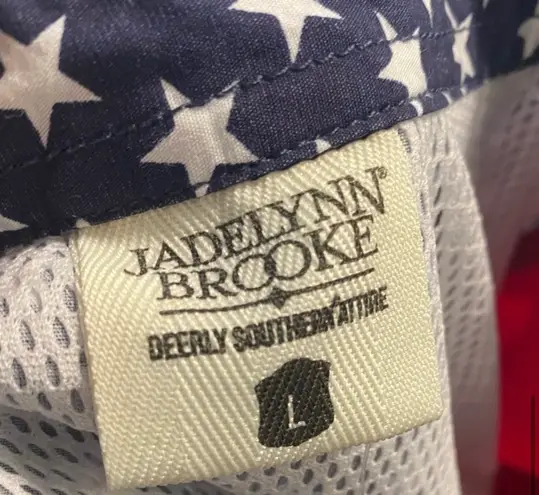 JADELYNN®
BROOKE
DEERLY SOUTHERN ATTIRE
L